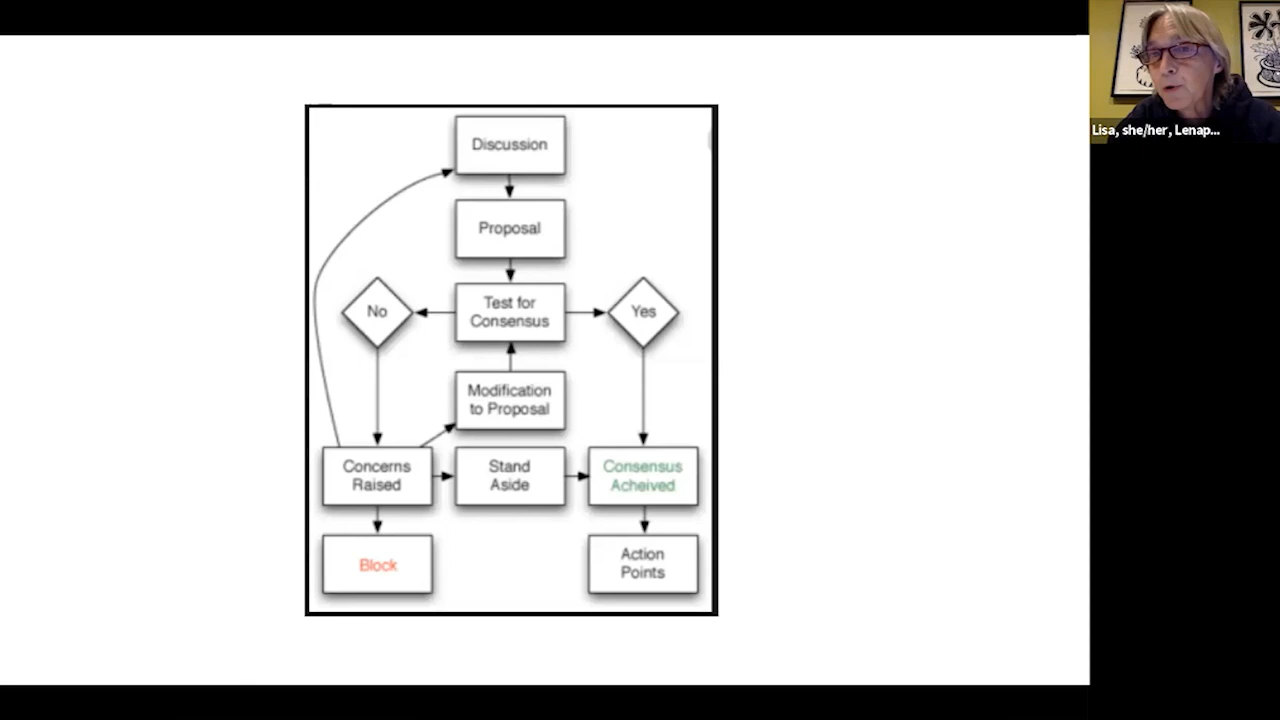 Discussion
Proposal
No
Test for
Consensus
Yes
Modification
to Proposal
Concerns
Raised
Stand
Aside
Consensus
Acheived
Block
Action
Points
Lisa, she/her, Lenap...